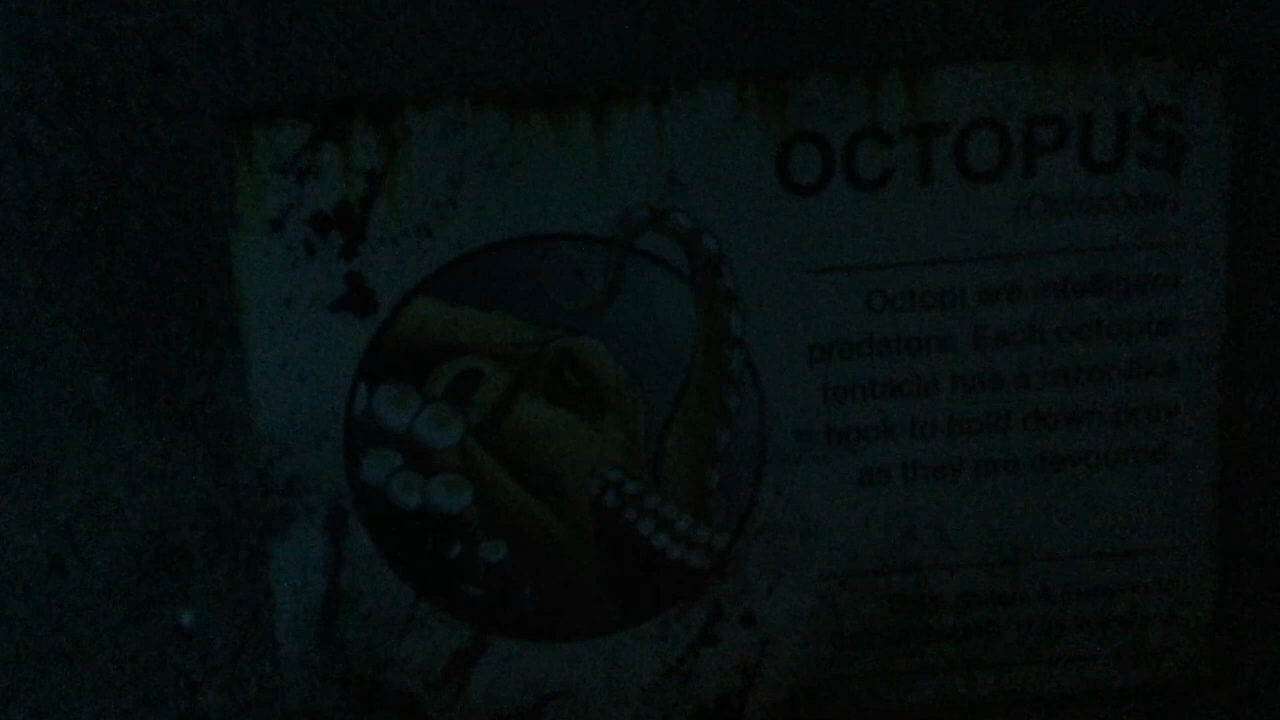 OCTOPUS
(Octopoda)
Octopi are intelligent
predators. Each octopus
tentacle has a razor-like
hook to hold down prey
as they are devoured.